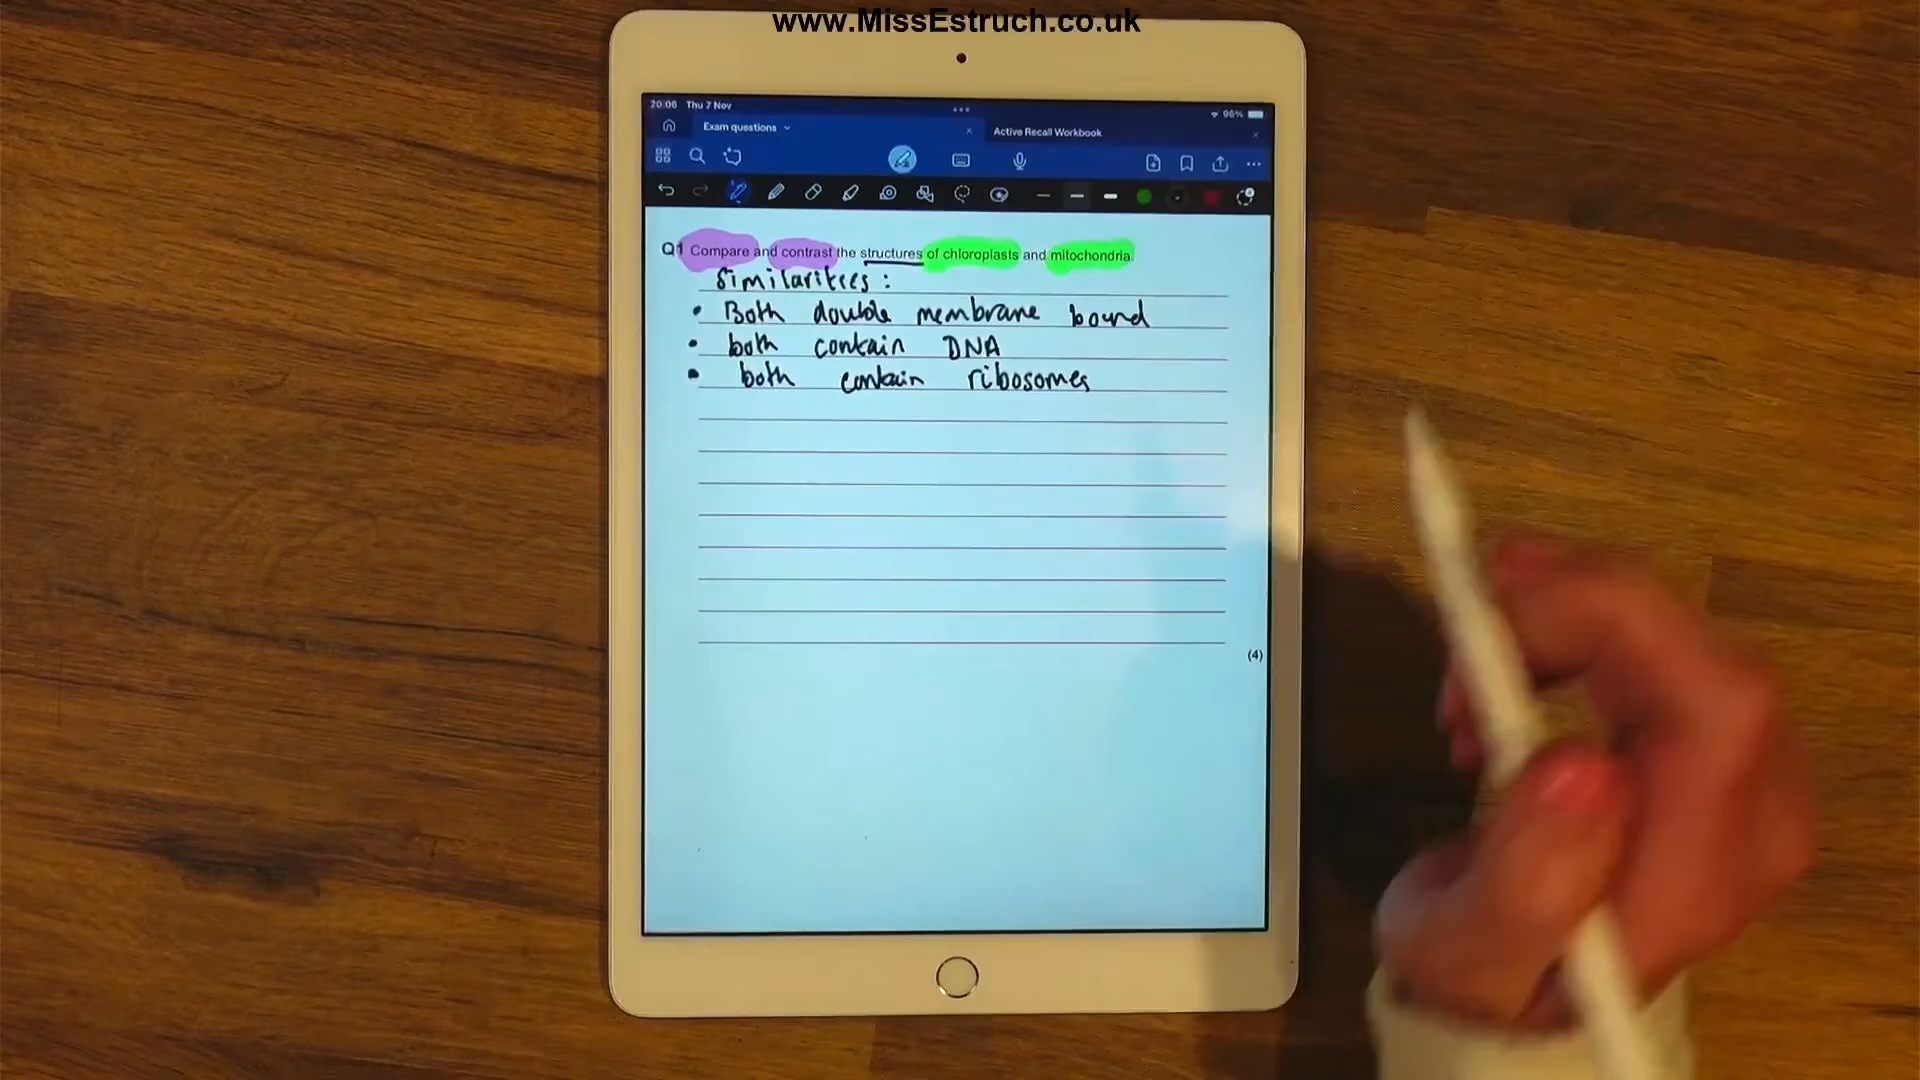 www.MissEstruch.co.uk
20:06 Thu 7 Nov
96%
Exam questions
Active Recall Workbook
Q1 Compare and contrast the structures of chloroplasts and mitochondria.
Similarities:
• Both double membrane bound
• both contain DNA
• both contain ribosomes
(4)